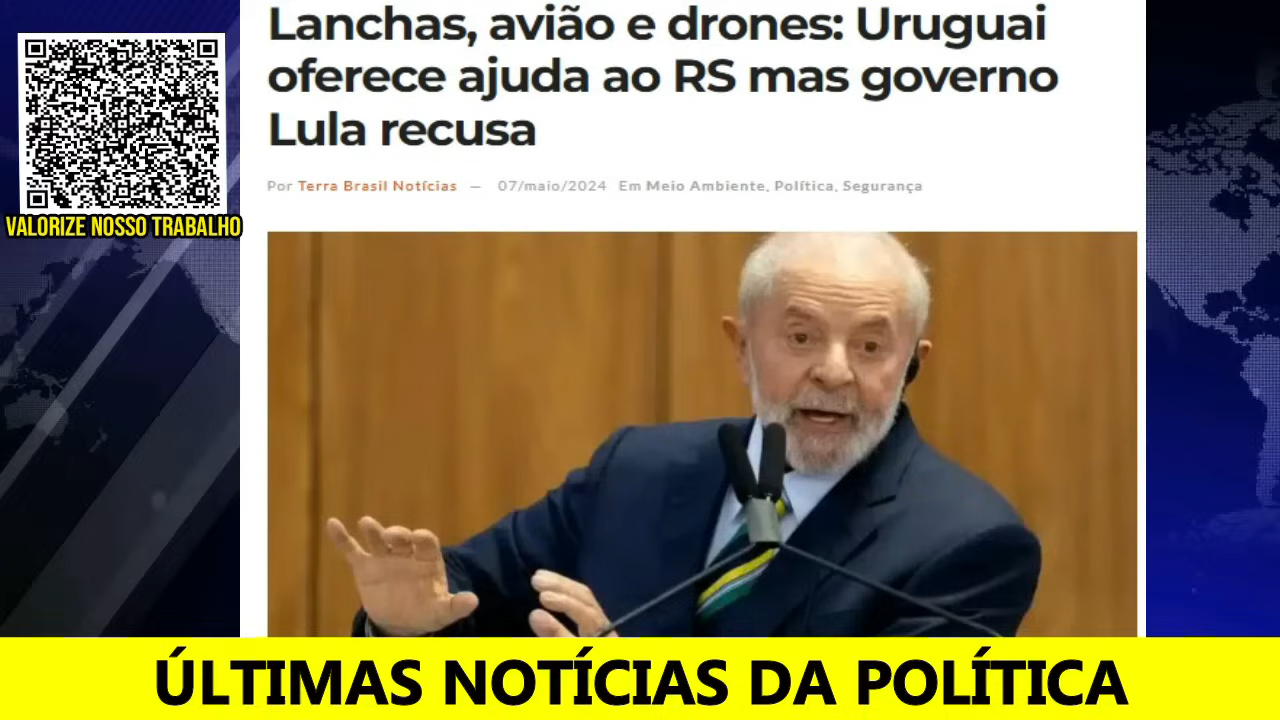 Lanchas, avião e drones: Uruguai
oferece ajuda ao RS mas governo
Lula recusa
Por Terra Brasil Notícias — 07/maio/2024 Em Meio Ambiente, Política, Segurança
VALORIZE NOSSO TRABALHO
ÚLTIMAS NOTÍCIAS DA POLÍTICA